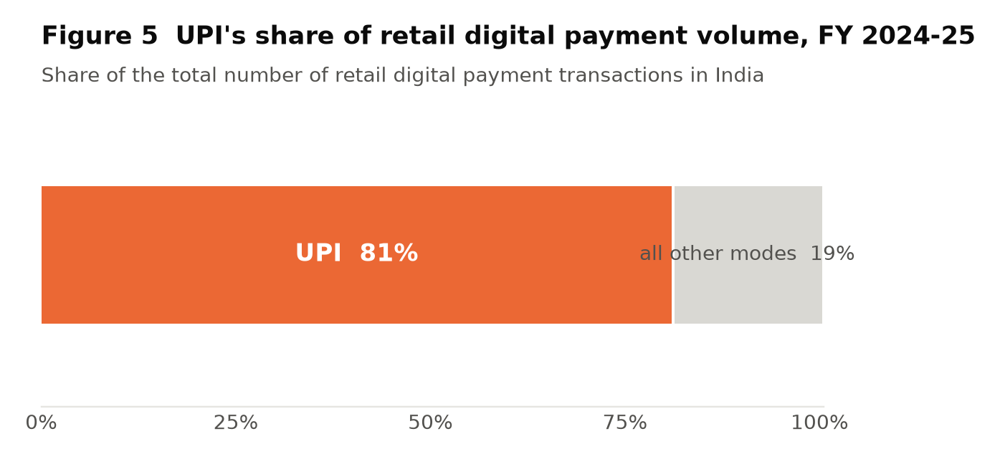 Figure 5  UPI's share of retail digital payment volume, FY 2024-25
Share of the total number of retail digital payment transactions in India
UPI  81%
all other modes  19%
0%
25%
50%
75%
100%